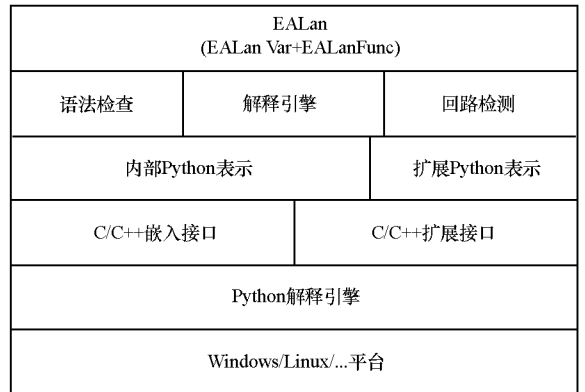 EALan
(EALan Var+EALanFunc)
语法检查
解释引擎
回路检测
内部Python表示
扩展Python表示
C/C++嵌入接口
C/C++扩展接口
Python解释引擎
Windows/Linux/...平台